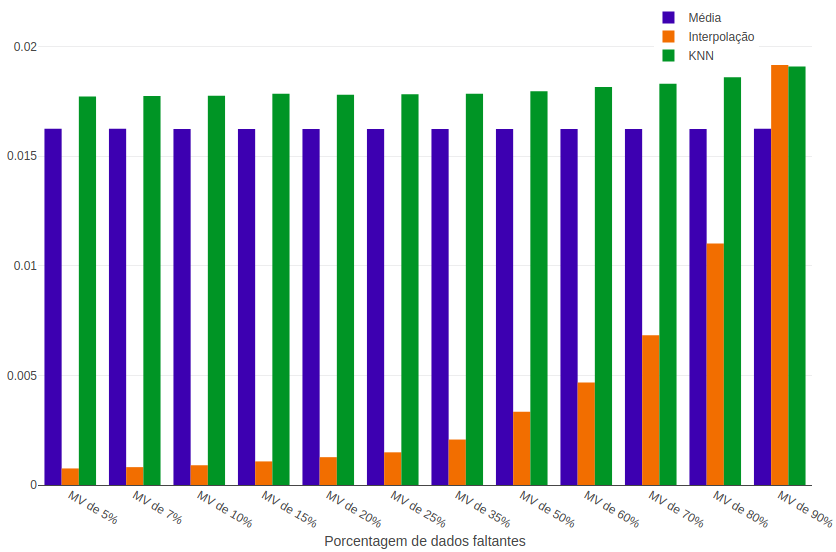 Média
Interpolação
KNN
0.02
0.015
0.01
0.005
0
MV de 5%
MV de 7%
MV de 10%
MV de 15%
MV de 20%
MV de 25%
MV de 35%
MV de 50%
MV de 60%
MV de 70%
MV de 80%
MV de 90%
Porcentagem de dados faltantes